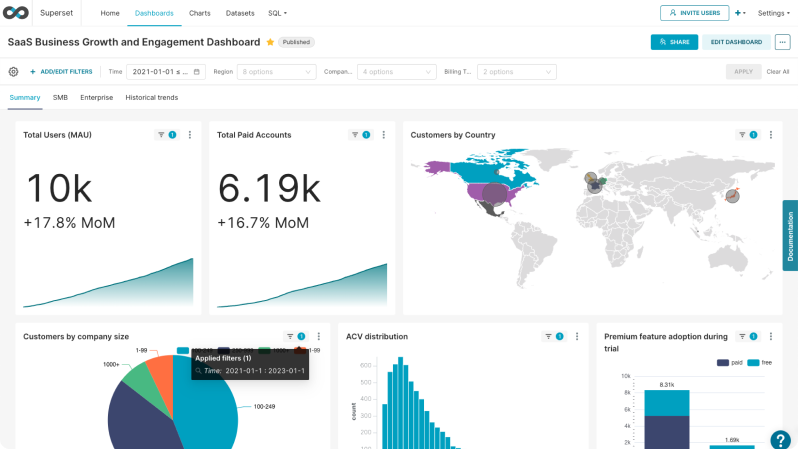 Superset Home Dashboards Charts Datasets SQL INVITE USERS + Settings
SaaS Business Growth and Engagement Dashboard Published SHARE EDIT DASHBOARD ...
+ ADD/EDIT FILTERS Time 2021-01-01 ≤ ... Region 8 options Compan... 4 options Billing T... 2 options APPLY Clear All
Summary SMB Enterprise Historical trends
Total Users (MAU) 1
10k
+17.8% MoM
Total Paid Accounts 1
6.19k
+16.7% MoM
Customers by Country 1
Documentation
Customers by company size 1
1-99
1000+
100-249
1-99
Applied filters (1)
Time: 2021-01-1 : 2023-01-1
ACV distribution 1
count
600
500
400
300
200
100
Premium feature adoption during trial 1
paid free
10k
8k
6k
4k
2k
8.31k
1.69k
?